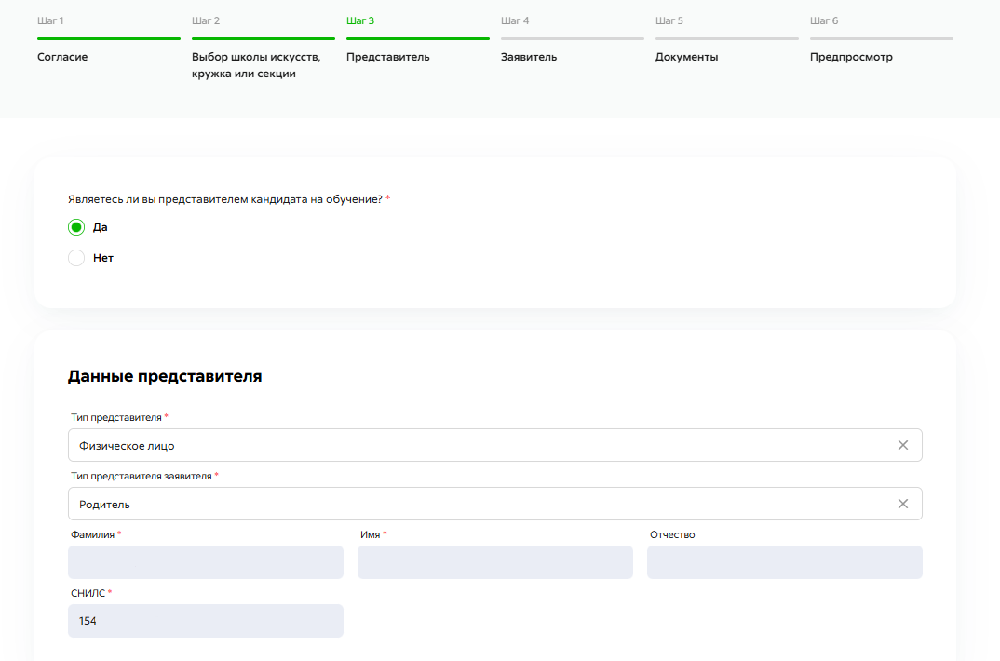 Шаг 1 Шаг 2 Шаг 3 Шаг 4 Шаг 5 Шаг 6
Согласие Выбор школы искусств, Представитель Заявитель Документы Предпросмотр
кружка или секции
Являетесь ли вы представителем кандидата на обучение? *
Да
Нет
Данные представителя
Тип представителя *
Физическое лицо
Тип представителя заявителя *
Родитель
Фамилия * Имя * Отчество
СНИЛС *
154